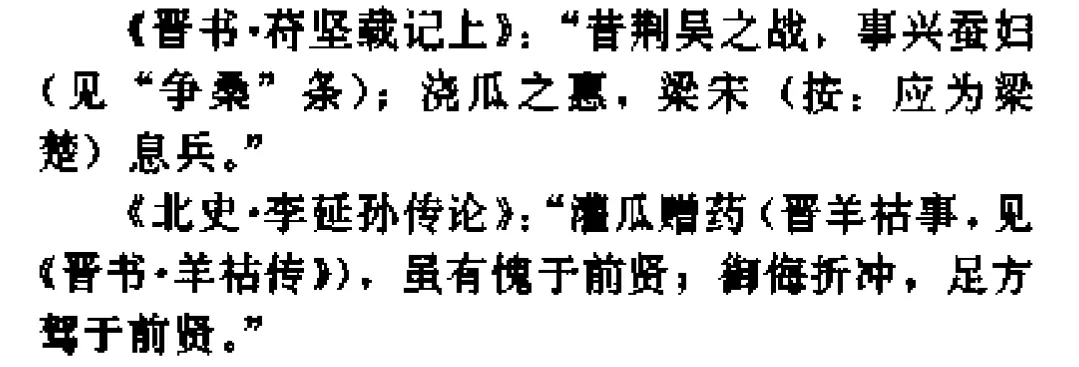 《晋书·苻坚载记上》：“昔荆吴之战，事兴蚕妇
（见“争桑”条）；浇瓜之惠，梁宋（按：应为梁
楚）息兵。”
《北史·李延孙传论》：“灌瓜赠药（晋羊祜事，见
《晋书·羊祜传》），虽有愧于前贤；御侮折冲，足方
驾于前贤。”